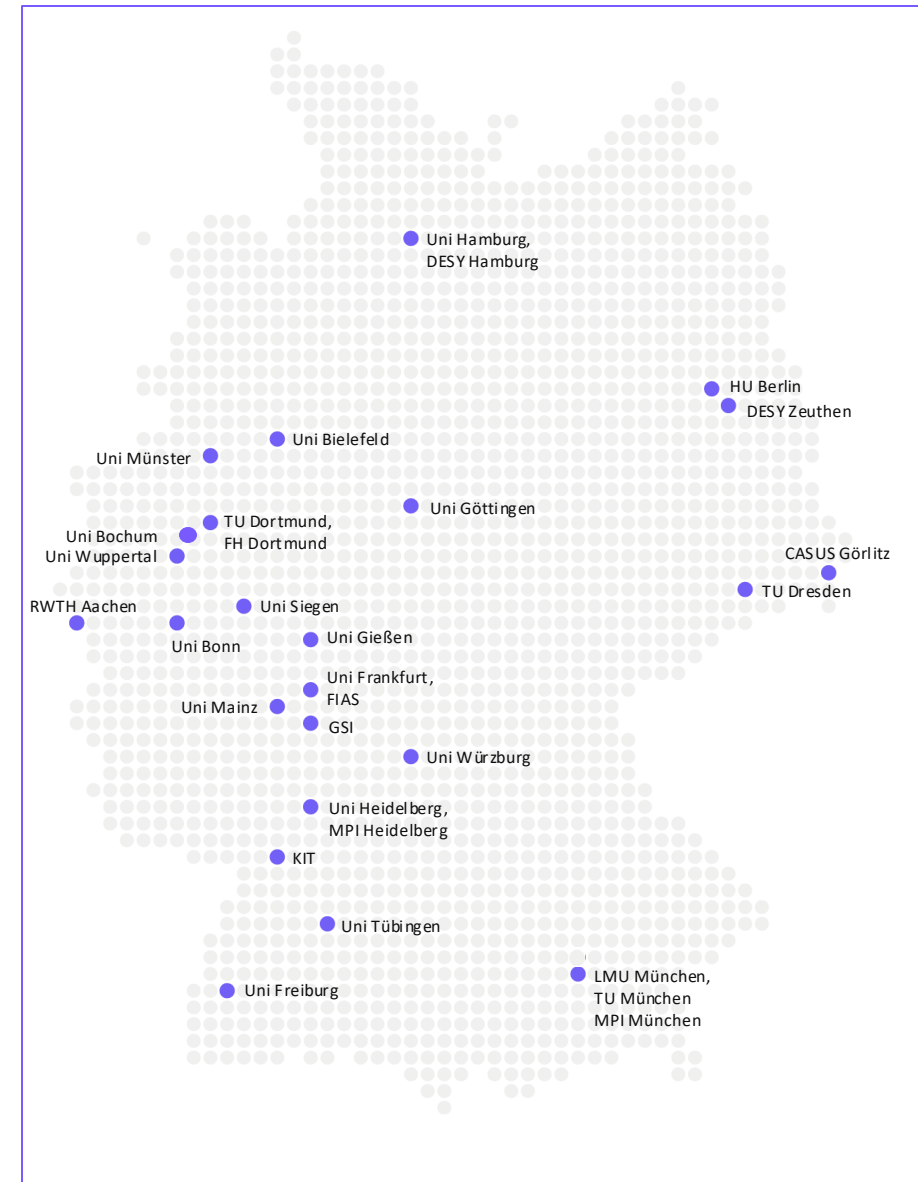 Uni Hamburg,
DESY Hamburg
HU Berlin
DESY Zeuthen
Uni Bielefeld
Uni Münster
Uni Göttingen
TU Dortmund,
FH Dortmund
Uni Bochum
Uni Wuppertal
CASUS Görlitz
TU Dresden
RWTH Aachen
Uni Siegen
Uni Bonn
Uni Gießen
Uni Frankfurt,
FIAS
Uni Mainz
GSI
Uni Würzburg
Uni Heidelberg,
MPI Heidelberg
KIT
Uni Tübingen
LMU München,
TU München
MPI München
Uni Freiburg